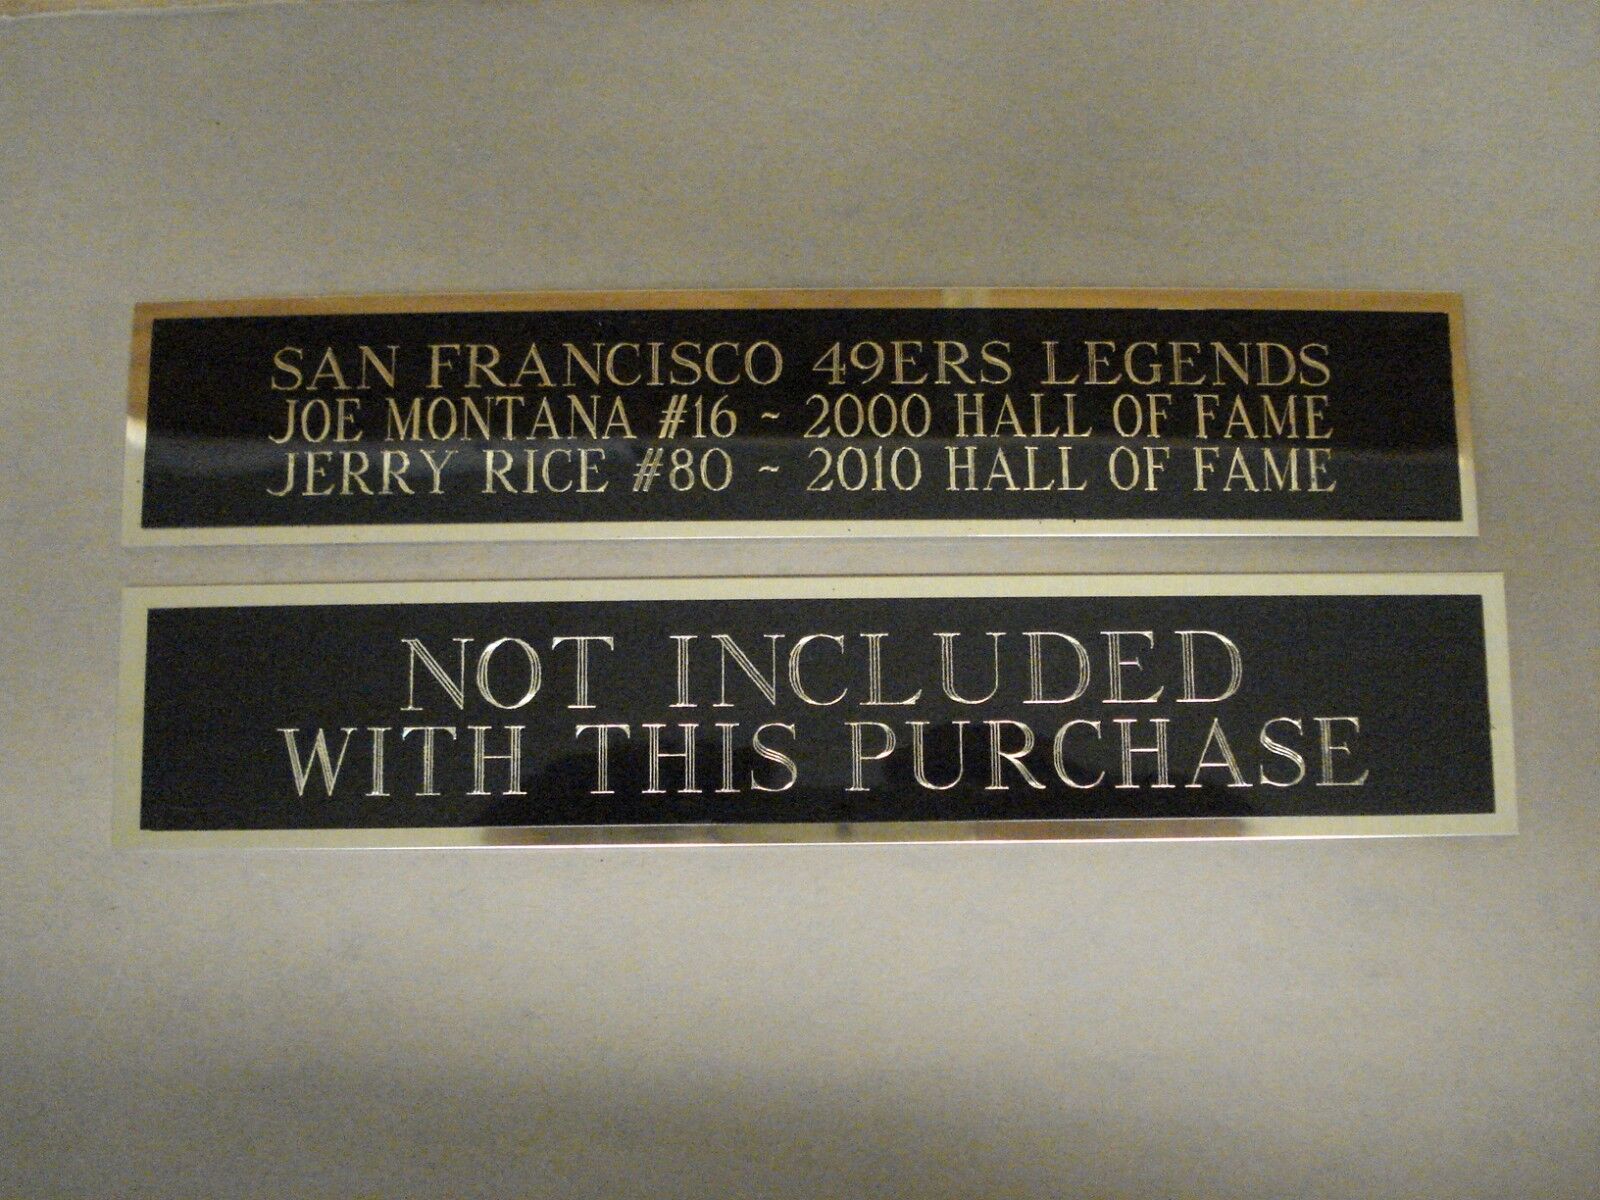 SAN FRANCISCO 49ERS LEGENDS
JOE MONTANA #16 ~ 2000 HALL OF FAME
JERRY RICE #80 ~ 2010 HALL OF FAME
NOT INCLUDED
WITH THIS PURCHASE